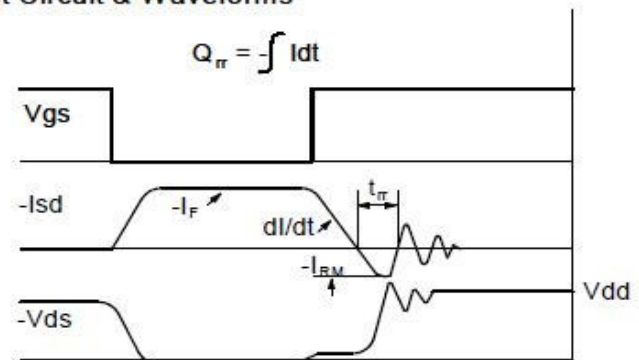 Q_rr = -∫ Idt
Vgs
t_rr
-Isd
-I_F
dI/dt
-I_RM
Vdd
-Vds